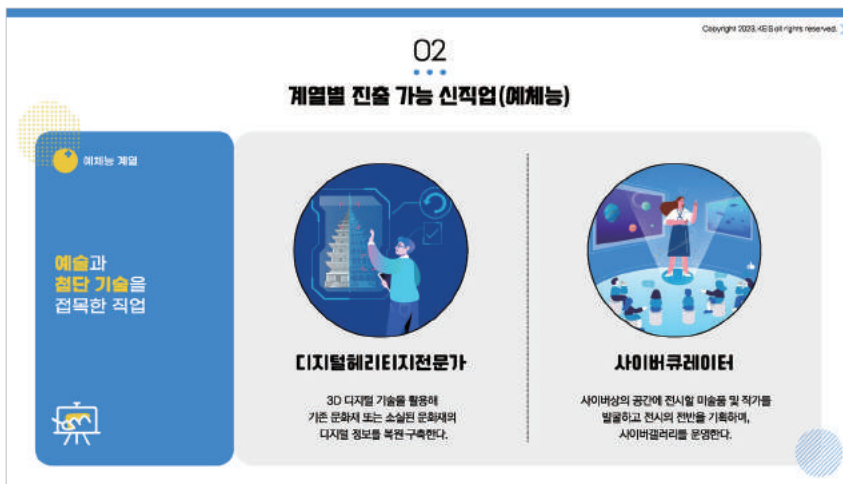 Copyright 2023.KEIS all rights reserved.
02
계열별 진출 가능 신직업(예체능)
예체능 계열
예술과
첨단 기술을
접목한 직업
디지털헤리티지전문가
3D 디지털 기술을 활용해
기존 문화재 또는 소실된 문화재의
디지털 정보를 복원·구축한다.
사이버큐레이터
사이버상의 공간에 전시할 미술품 및 작가를
발굴하고 전시의 전반을 기획하며,
사이버갤러리를 운영한다.